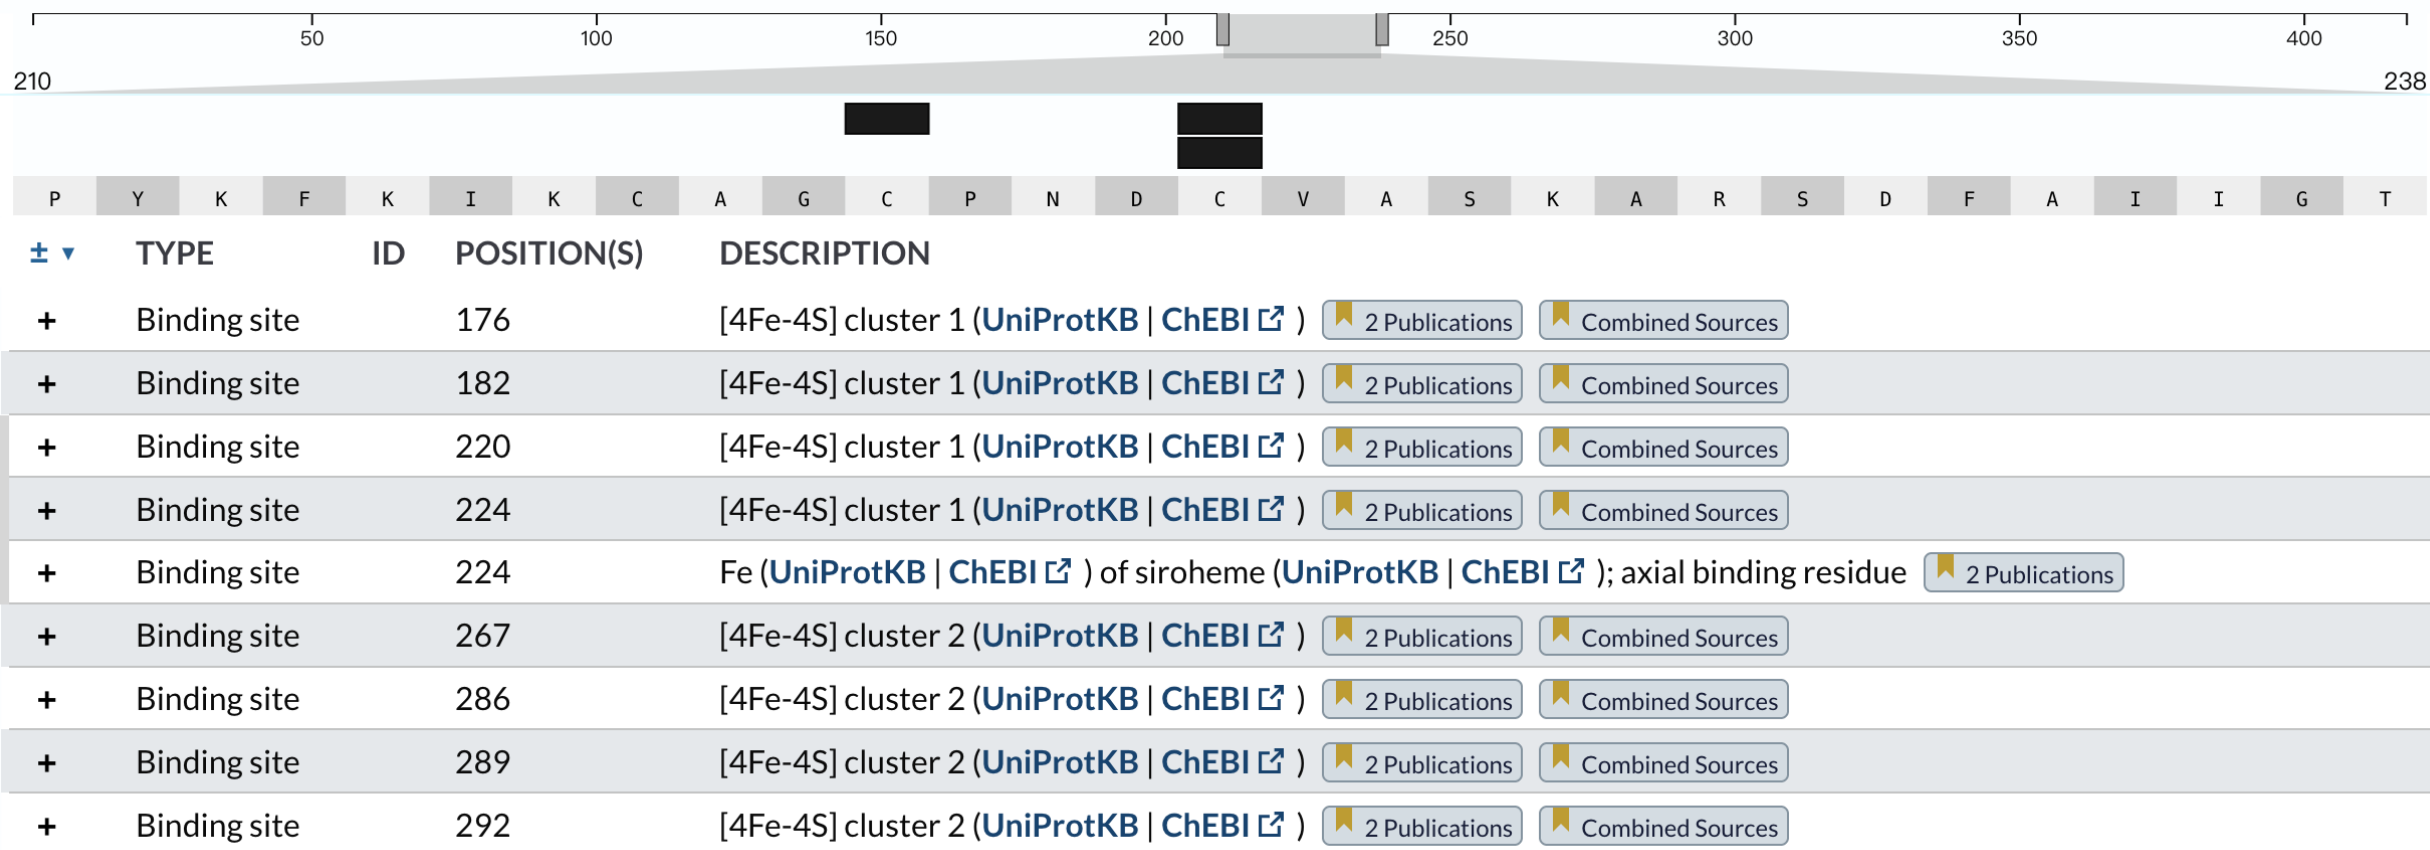 50 100 150 200 250 300 350 400
210 238
P Y K F K I K C A G C P N D C V A S K A R S D F A I I G T
± ▼ TYPE ID POSITION(S) DESCRIPTION
+ Binding site 176 [4Fe-4S] cluster 1 (UniProtKB | ChEBI ) 2 Publications Combined Sources
+ Binding site 182 [4Fe-4S] cluster 1 (UniProtKB | ChEBI ) 2 Publications Combined Sources
+ Binding site 220 [4Fe-4S] cluster 1 (UniProtKB | ChEBI ) 2 Publications Combined Sources
+ Binding site 224 [4Fe-4S] cluster 1 (UniProtKB | ChEBI ) 2 Publications Combined Sources
+ Binding site 224 Fe (UniProtKB | ChEBI ) of siroheme (UniProtKB | ChEBI ); axial binding residue 2 Publications
+ Binding site 267 [4Fe-4S] cluster 2 (UniProtKB | ChEBI ) 2 Publications Combined Sources
+ Binding site 286 [4Fe-4S] cluster 2 (UniProtKB | ChEBI ) 2 Publications Combined Sources
+ Binding site 289 [4Fe-4S] cluster 2 (UniProtKB | ChEBI ) 2 Publications Combined Sources
+ Binding site 292 [4Fe-4S] cluster 2 (UniProtKB | ChEBI ) 2 Publications Combined Sources